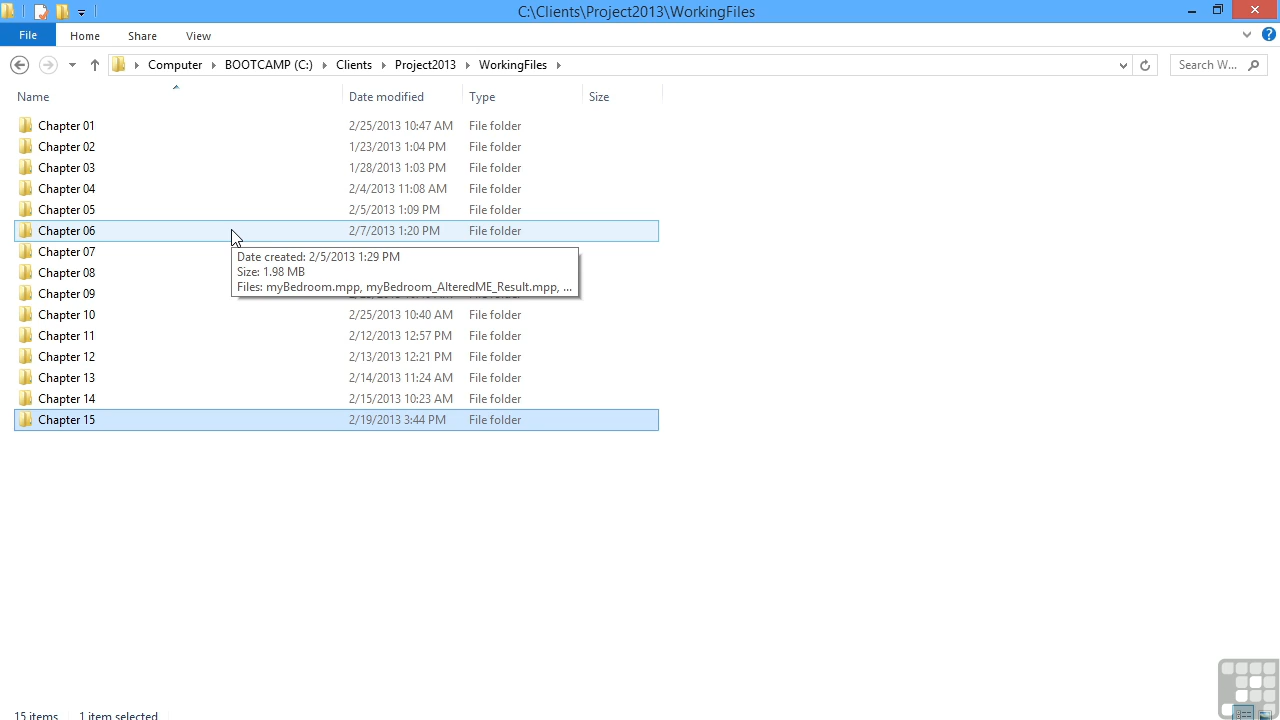 C:\Clients\Project2013\WorkingFiles
File Home Share View
Computer BOOTCAMP (C:) Clients Project2013 WorkingFiles Search W...
Name Date modified Type Size
Chapter 01 2/25/2013 10:47 AM File folder
Chapter 02 1/23/2013 1:04 PM File folder
Chapter 03 1/28/2013 1:03 PM File folder
Chapter 04 2/4/2013 11:08 AM File folder
Chapter 05 2/5/2013 1:09 PM File folder
Chapter 06 2/7/2013 1:20 PM File folder
Chapter 07
Date created: 2/5/2013 1:29 PM
Chapter 08 Size: 1.98 MB
Files: myBedroom.mpp, myBedroom_AlteredME_Result.mpp, ...
Chapter 09 File folder
Chapter 10 2/25/2013 10:40 AM File folder
Chapter 11 2/12/2013 12:57 PM File folder
Chapter 12 2/13/2013 12:21 PM File folder
Chapter 13 2/14/2013 11:24 AM File folder
Chapter 14 2/15/2013 10:23 AM File folder
Chapter 15 2/19/2013 3:44 PM File folder
15 items 1 item selected